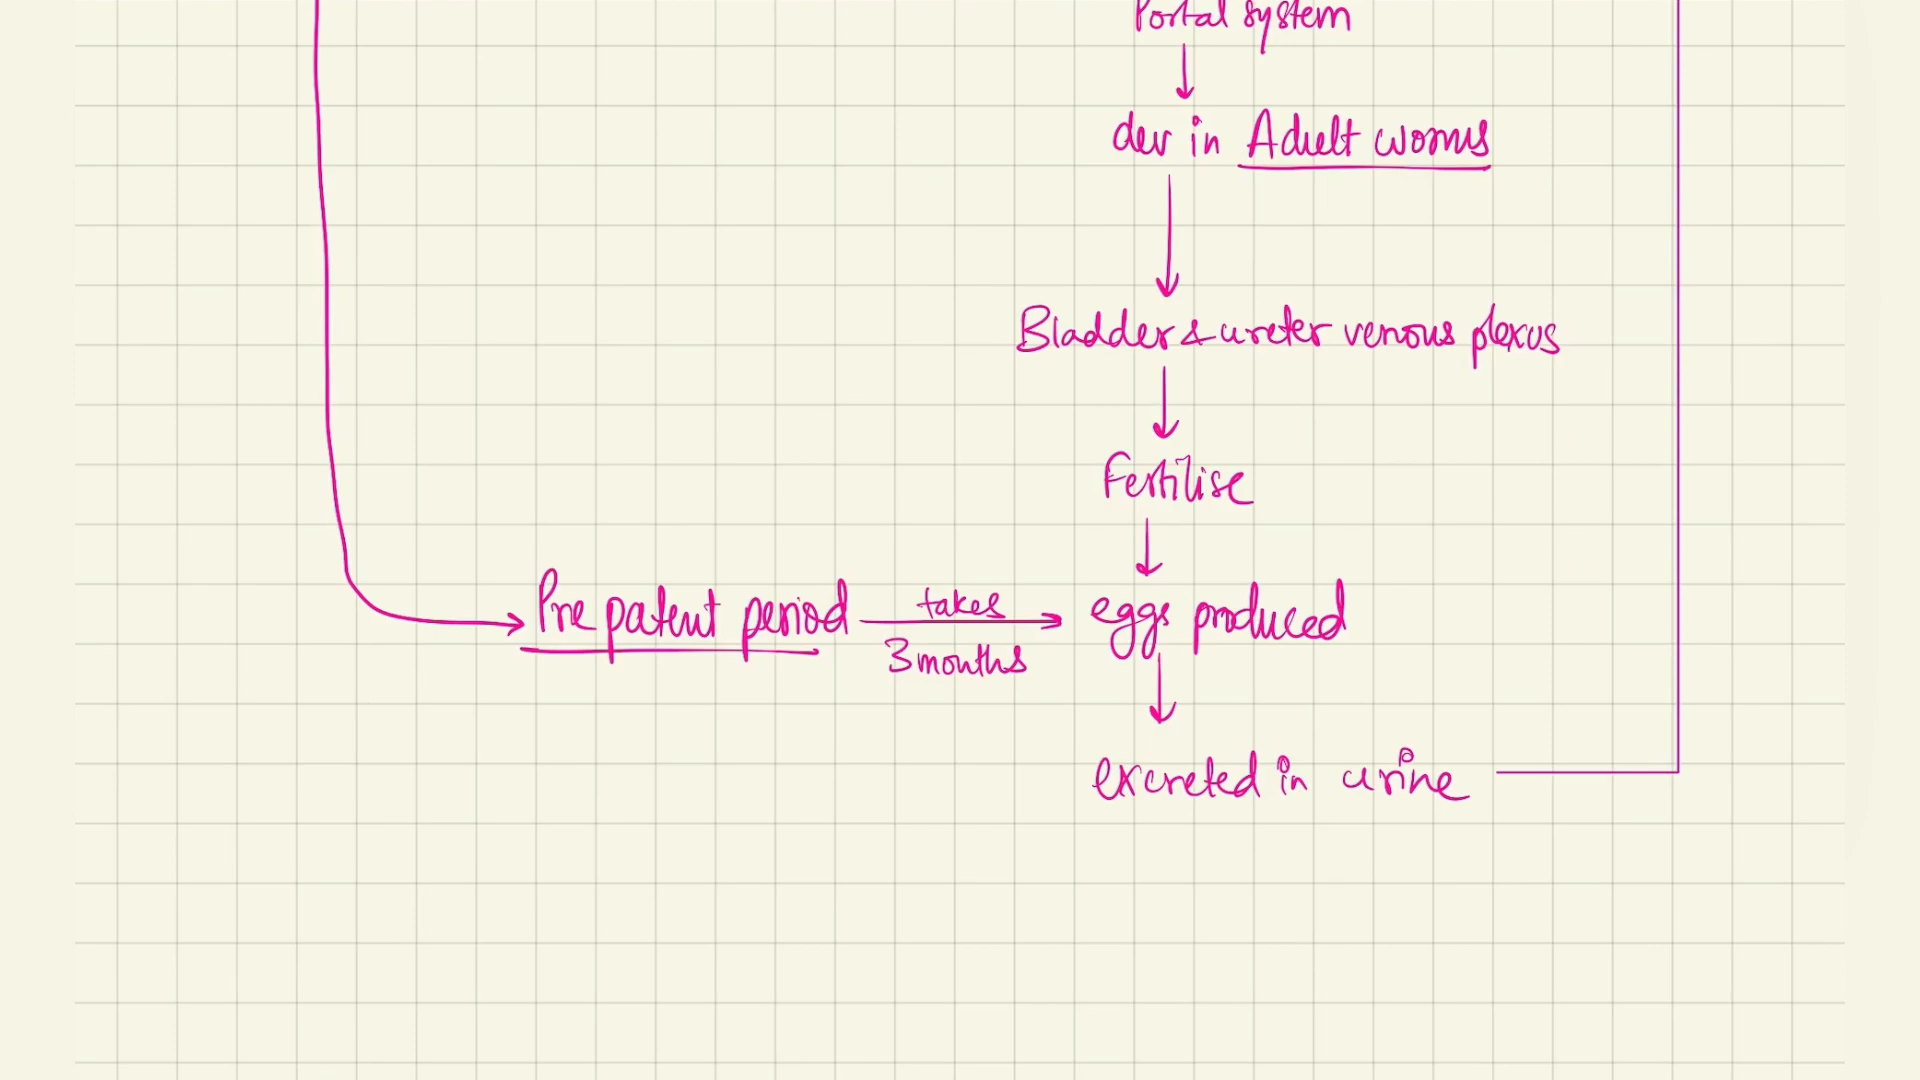 Portal system
dev in Adult worms
Bladder & ureter venous plexus
Fertilise
Pre patent period takes 3 months eggs produced
excreted in urine